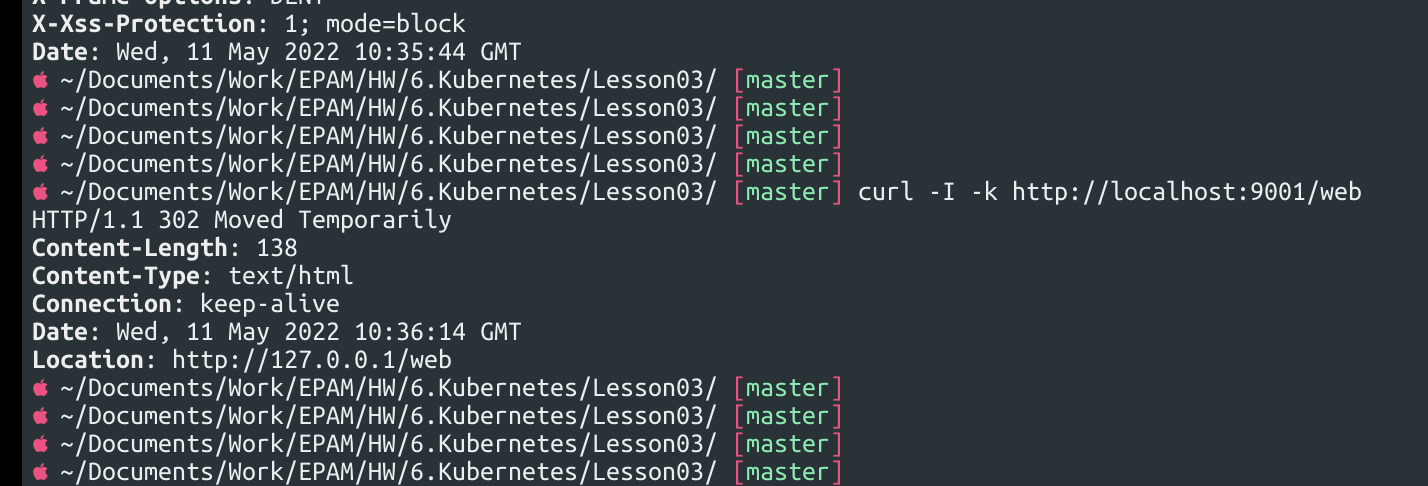 X-Frame-Options: DENY
X-Xss-Protection: 1; mode=block
Date: Wed, 11 May 2022 10:35:44 GMT
~/Documents/Work/EPAM/HW/6.Kubernetes/Lesson03/ [master]
~/Documents/Work/EPAM/HW/6.Kubernetes/Lesson03/ [master]
~/Documents/Work/EPAM/HW/6.Kubernetes/Lesson03/ [master]
~/Documents/Work/EPAM/HW/6.Kubernetes/Lesson03/ [master]
~/Documents/Work/EPAM/HW/6.Kubernetes/Lesson03/ [master] curl -I -k http://localhost:9001/web
HTTP/1.1 302 Moved Temporarily
Content-Length: 138
Content-Type: text/html
Connection: keep-alive
Date: Wed, 11 May 2022 10:36:14 GMT
Location: http://127.0.0.1/web
~/Documents/Work/EPAM/HW/6.Kubernetes/Lesson03/ [master]
~/Documents/Work/EPAM/HW/6.Kubernetes/Lesson03/ [master]
~/Documents/Work/EPAM/HW/6.Kubernetes/Lesson03/ [master]
~/Documents/Work/EPAM/HW/6.Kubernetes/Lesson03/ [master]